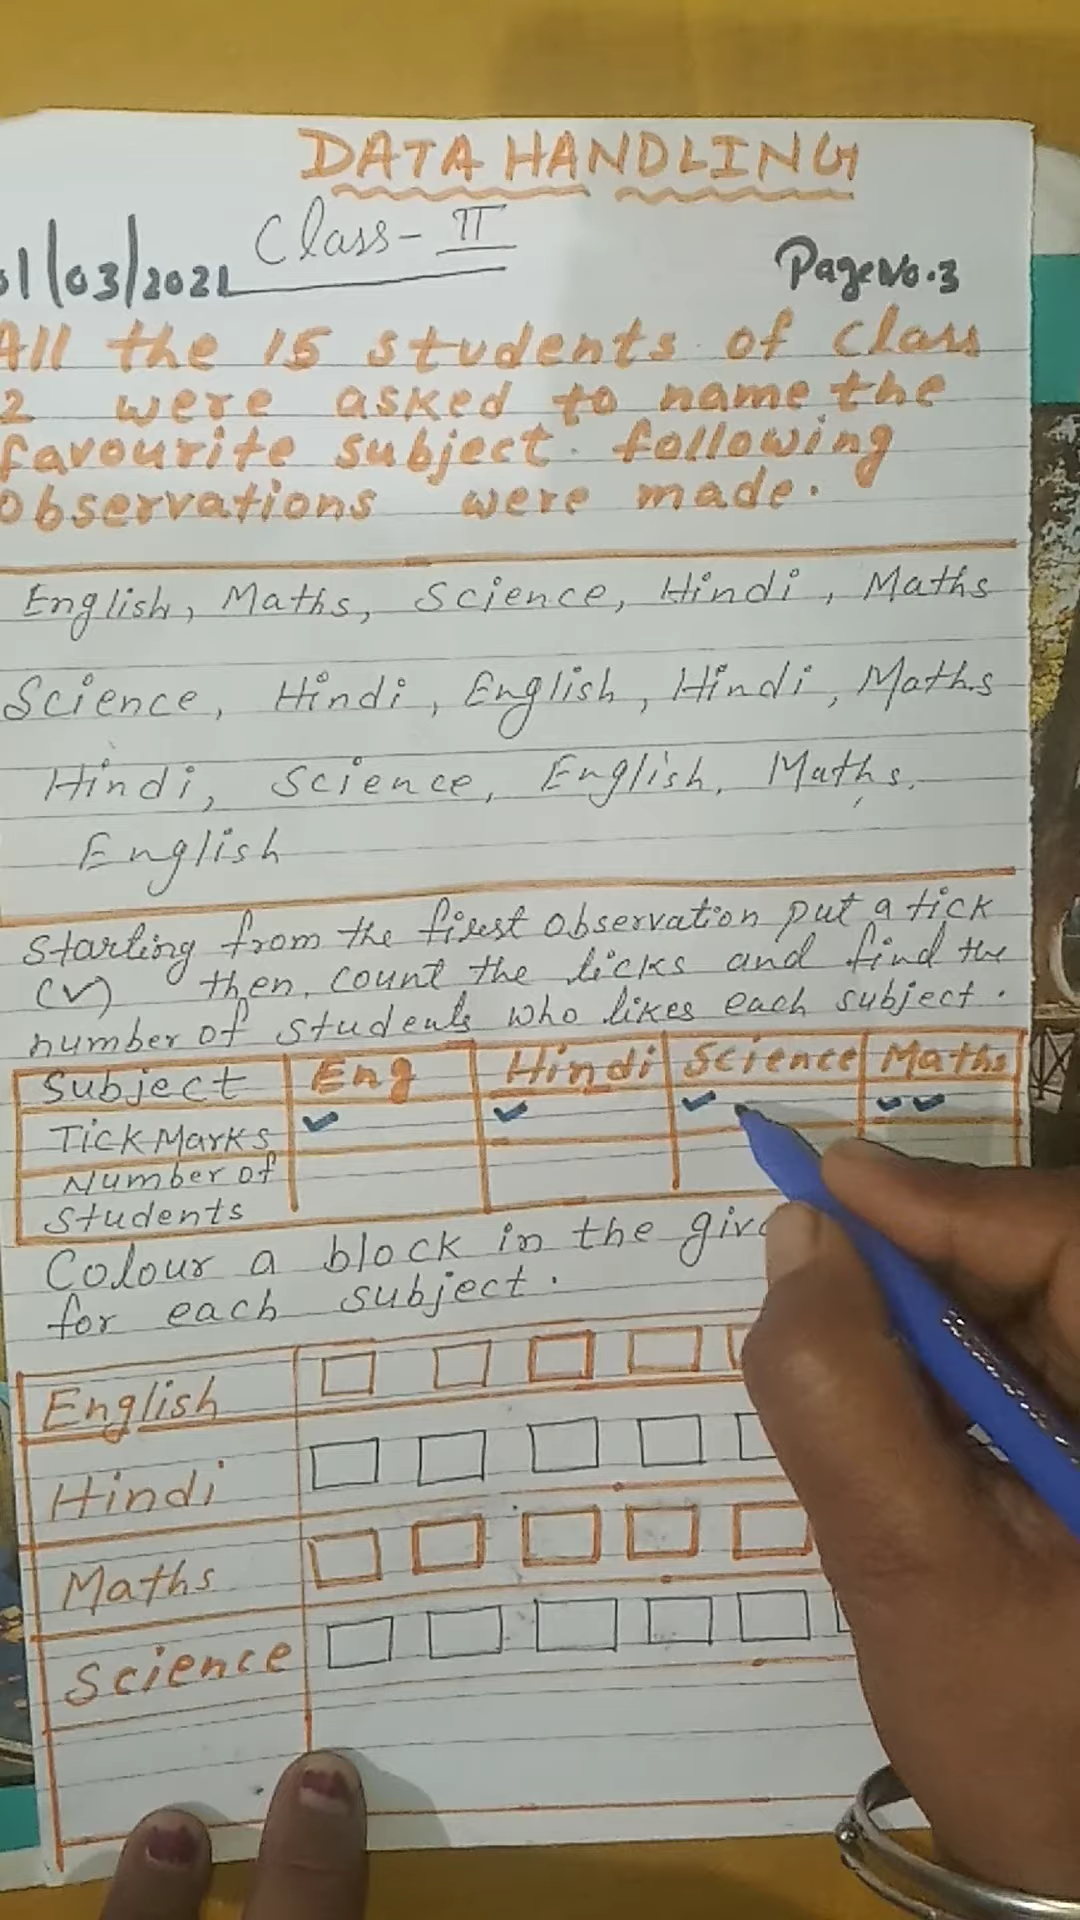 DATA HANDLING
Class - II
01/03/2021
Page No. 3
All the 15 students of class
2 were asked to name the
favourite subject. following
observations were made.
English, Maths, Science, Hindi, Maths
Science, Hindi, English, Hindi, Maths
Hindi, Science, English, Maths,
English
Starting from the first observation put a tick
(✓) then, count the ticks and find the
number of students who likes each subject.
Subject Eng Hindi Science Maths
Tick Marks ✓ ✓ ✓ ✓✓
Number of
Students
Colour a block in the
for each subject.
English
Hindi
Maths
Science